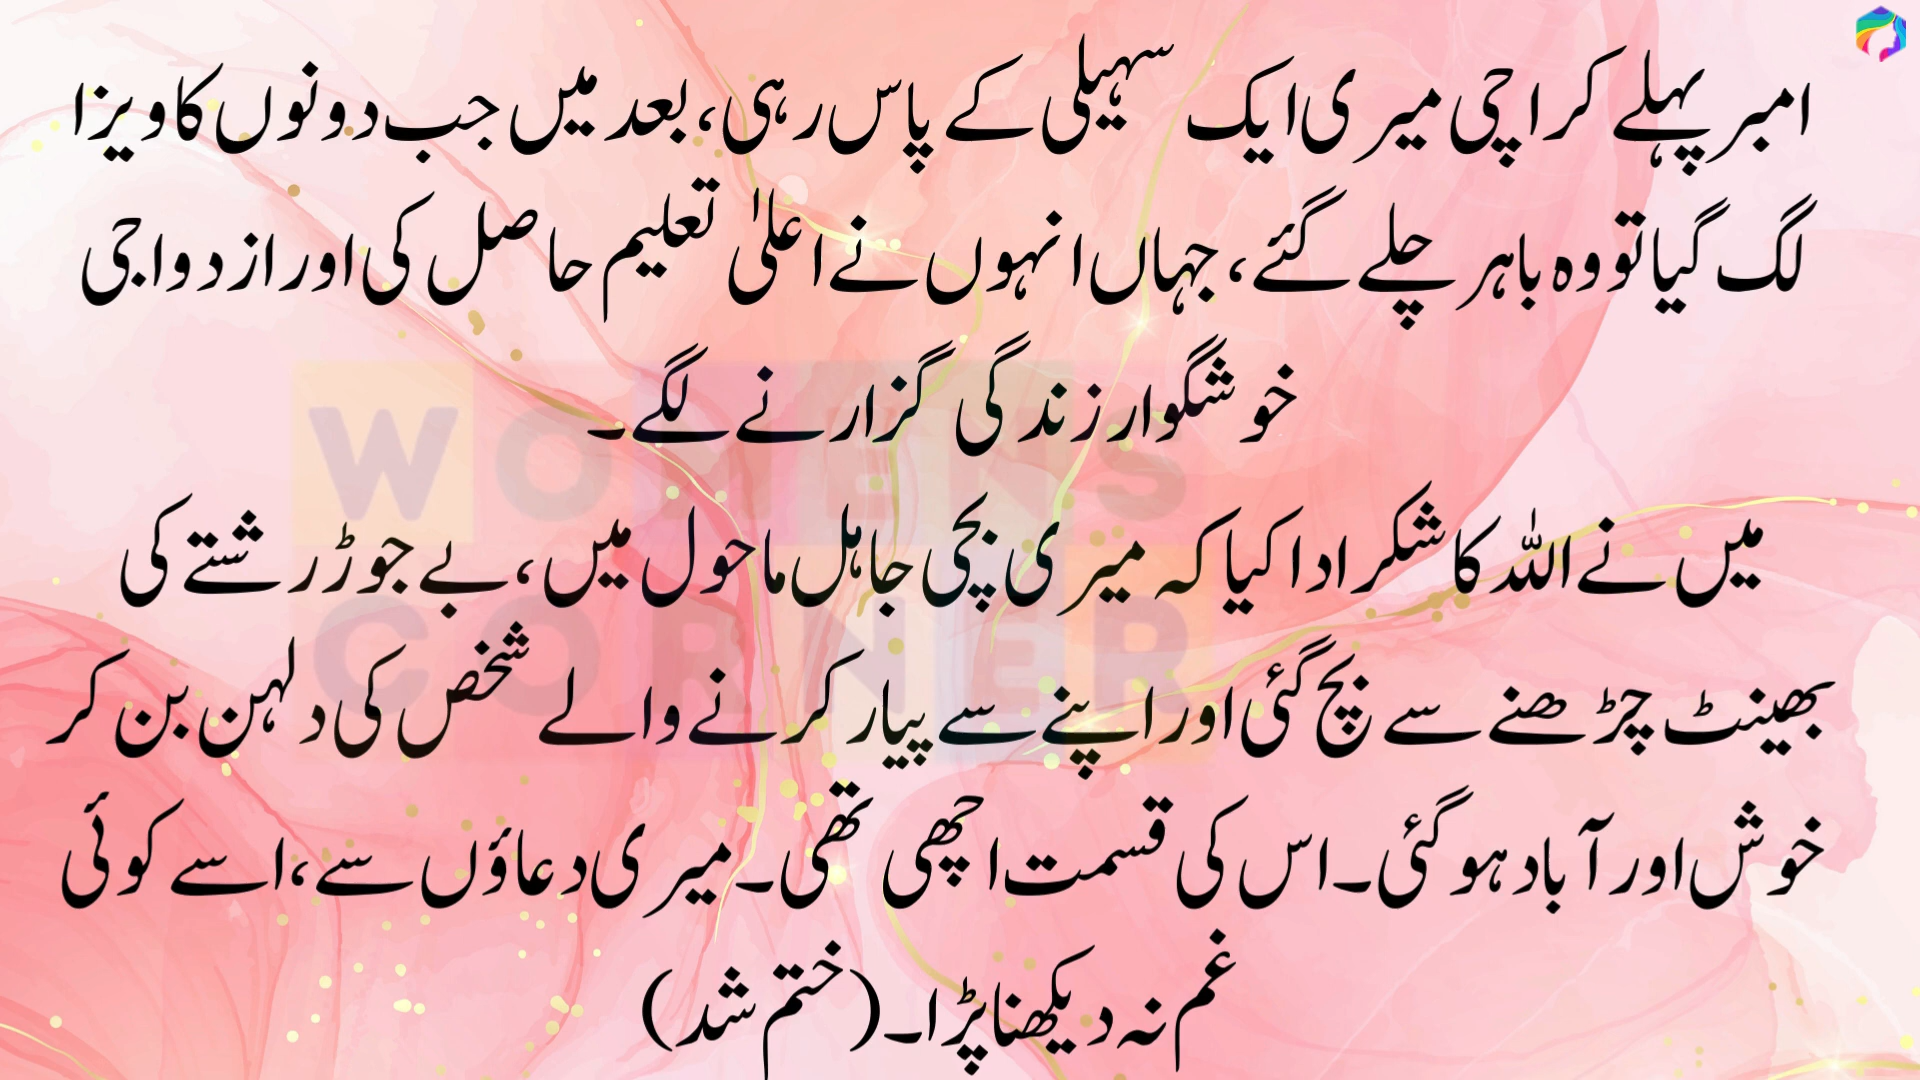 امبر پہلے کراچی میری ایک سہیلی کے پاس رہی، بعد میں جب دونوں کا ویزا
لگ گیا تو وہ باہر چلے گئے، جہاں انہوں نے اعلیٰ تعلیم حاصل کی اور ازدواجی
خوشگوار زندگی گزارنے لگے۔
میں نے اللہ کا شکر ادا کیا کہ میری بچی جاہل ماحول میں، بے جوڑ رشتے کی
بھینٹ چڑھنے سے بچ گئی اور اپنے سے پیار کرنے والے شخص کی دلہن بن کر
خوش اور آباد ہو گئی۔ اس کی قسمت اچھی تھی۔ میری دعاؤں سے، اسے کوئی
غم نہ دیکھنا پڑا۔ (ختم شد)
WOMENS
CORNER